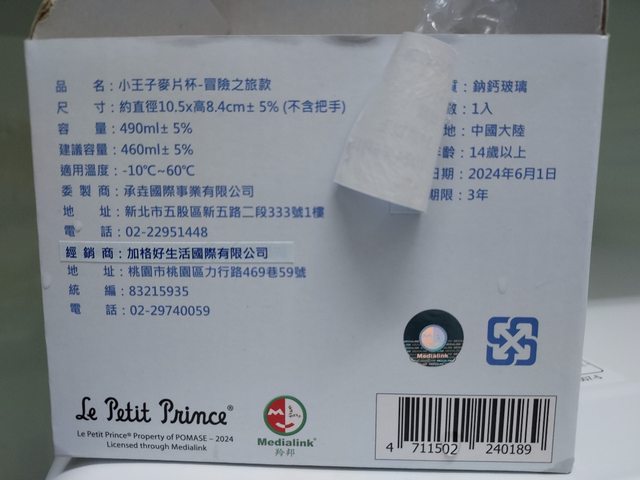 品 名：小王子麥片杯-冒險之旅款
尺 寸：約直徑10.5x高8.4cm± 5% (不含把手)
容 量：490ml± 5%
建議容量：460ml± 5%
適用溫度：-10℃~60℃
委 製 商：承垚國際事業有限公司
地 址：新北市五股區新五路二段333號1樓
電 話：02-22951448
經 銷 商：加格好生活國際有限公司
地 址：桃園市桃園區力行路469巷59號
統 編：83215935
電 話：02-29740059
質：鈉鈣玻璃
數：1入
地：中國大陸
年齡：14歲以上
日期：2024年6月1日
期限：3年
Medialink
Le Petit Prince®
Le Petit Prince® Property of POMASE – 2024
Licensed through Medialink
Medialink®
羚邦
4 711502 240189